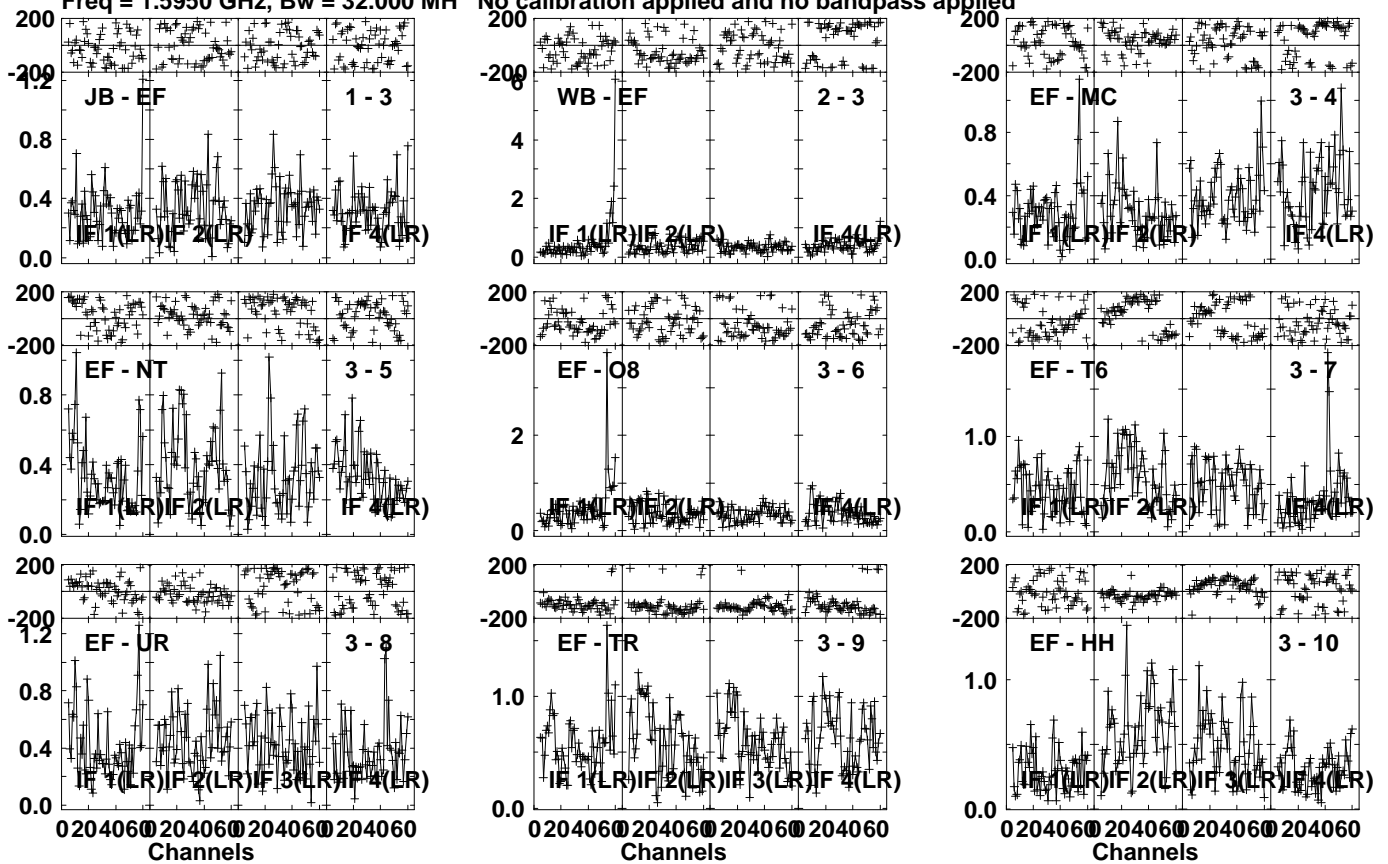 Freq = 1.5950 GHz, Bw = 32.000 MH No calibration applied and no bandpass applied
200
-200
1.2
0.8
0.4
0.0
JB - EF
1 - 3
IF 1(LR)
IF 2(LR)
IF 4(LR)
200
-200
6
4
2
0
WB - EF
2 - 3
IF 1(LR)
IF 2(LR)
IF 4(LR)
200
-200
0.8
0.4
0.0
EF - MC
3 - 4
IF 1(LR)
IF 2(LR)
IF 4(LR)
200
-200
0.8
0.4
0.0
EF - NT
3 - 5
IF 1(LR)
IF 2(LR)
IF 4(LR)
200
-200
2
0
EF - O8
3 - 6
IF 1(LR)
IF 2(LR)
IF 4(LR)
200
-200
1.0
0.0
EF - T6
3 - 7
IF 1(LR)
IF 2(LR)
IF 4(LR)
200
-200
1.2
0.8
0.4
0.0
EF - UR
3 - 8
IF 1(LR)
IF 2(LR)
IF 3(LR)
IF 4(LR)
0 20 40 60 0 20 40 60 0 20 40 60 0 20 40 60
Channels
200
-200
1.0
0.0
EF - TR
3 - 9
IF 1(LR)
IF 2(LR)
IF 3(LR)
IF 4(LR)
0 20 40 60 0 20 40 60 0 20 40 60 0 20 40 60
Channels
200
-200
1.0
0.0
EF - HH
3 - 10
IF 1(LR)
IF 2(LR)
IF 3(LR)
IF 4(LR)
0 20 40 60 0 20 40 60 0 20 40 60 0 20 40 60
Channels